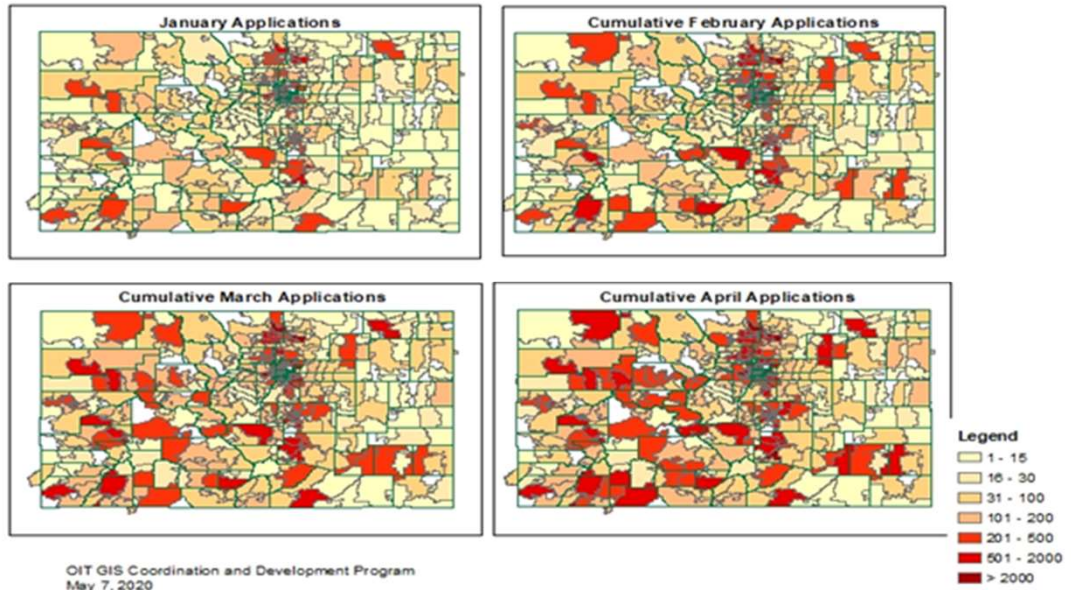 January Applications
Cumulative February Applications
Cumulative March Applications
Cumulative April Applications
Legend
1 - 15
16 - 30
31 - 100
101 - 200
201 - 500
501 - 2000
> 2000
OIT GIS Coordination and Development Program
May 7, 2020